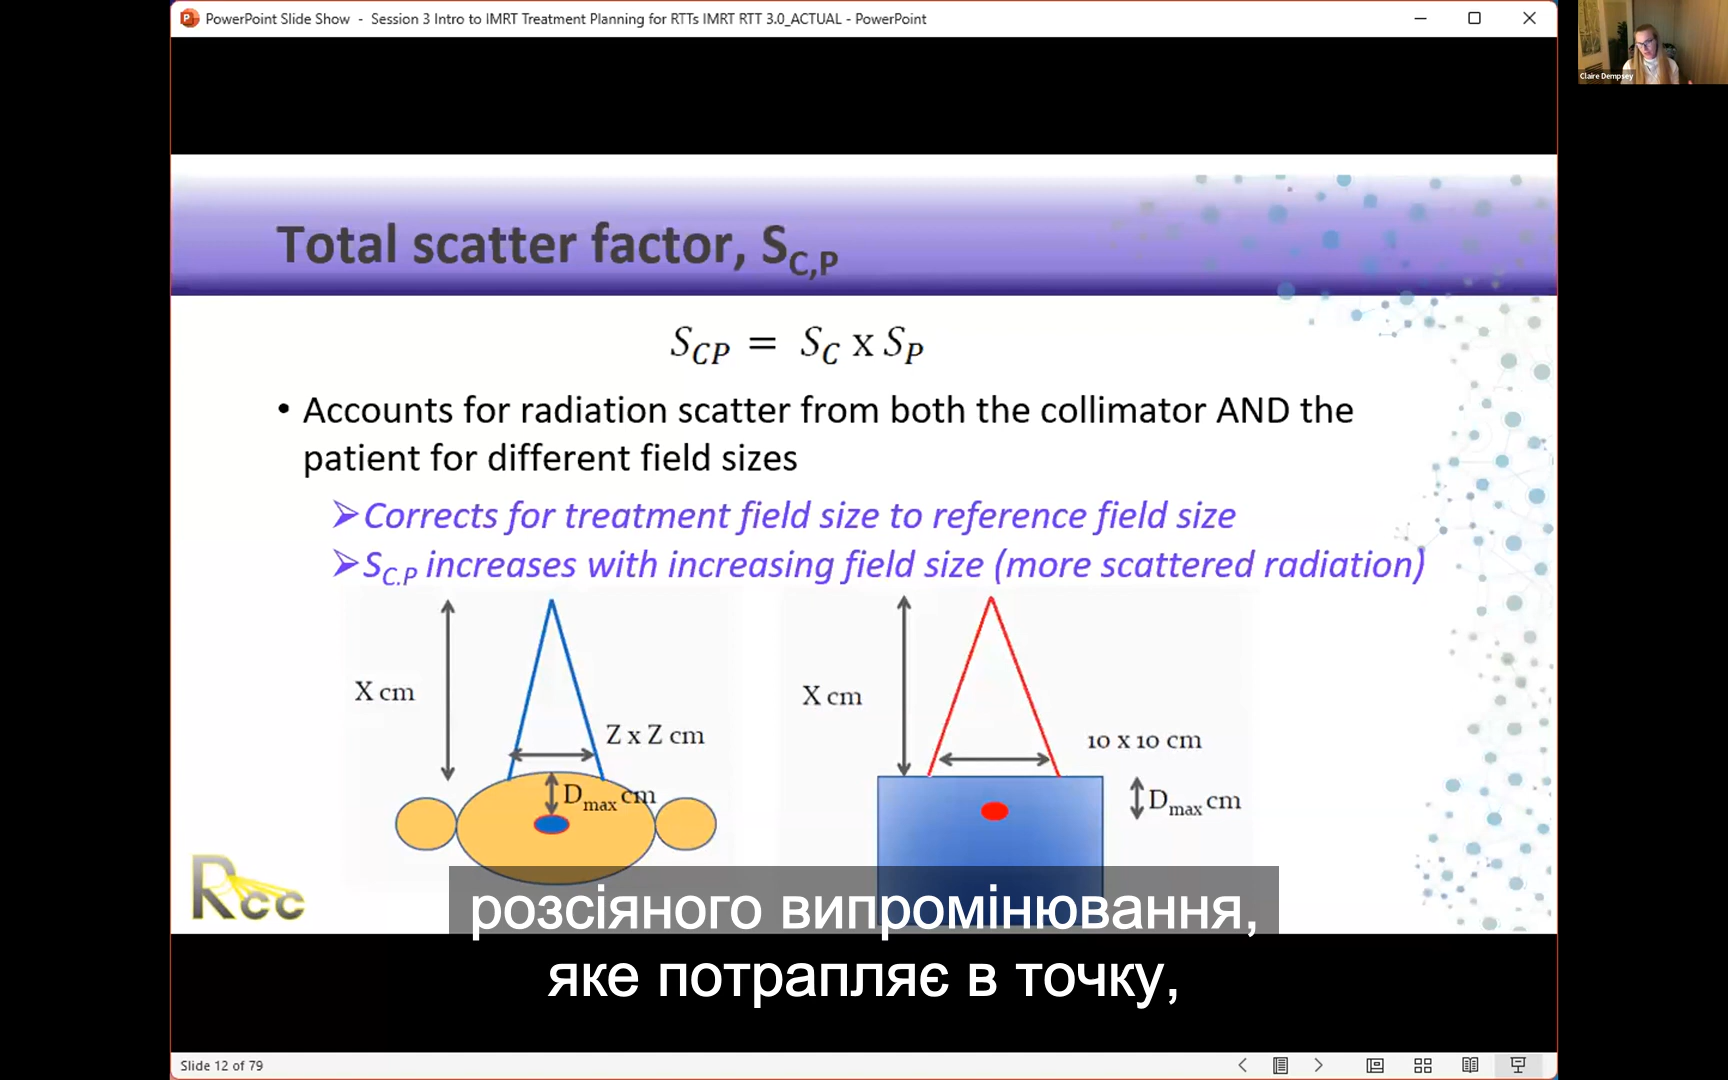 PowerPoint Slide Show - Session 3 Intro to IMRT Treatment Planning for RTTs IMRT RTT 3.0_ACTUAL - PowerPoint
Claire Dempsey
Total scatter factor, S_C,P
S_CP = S_C x S_P
• Accounts for radiation scatter from both the collimator AND the
patient for different field sizes
➢Corrects for treatment field size to reference field size
➢S_C.P increases with increasing field size (more scattered radiation)
X cm
Z x Z cm
D_max cm
X cm
10 x 10 cm
D_max cm
Rcc
розсіяного випромінювання,
яке потрапляє в точку,
Slide 12 of 79